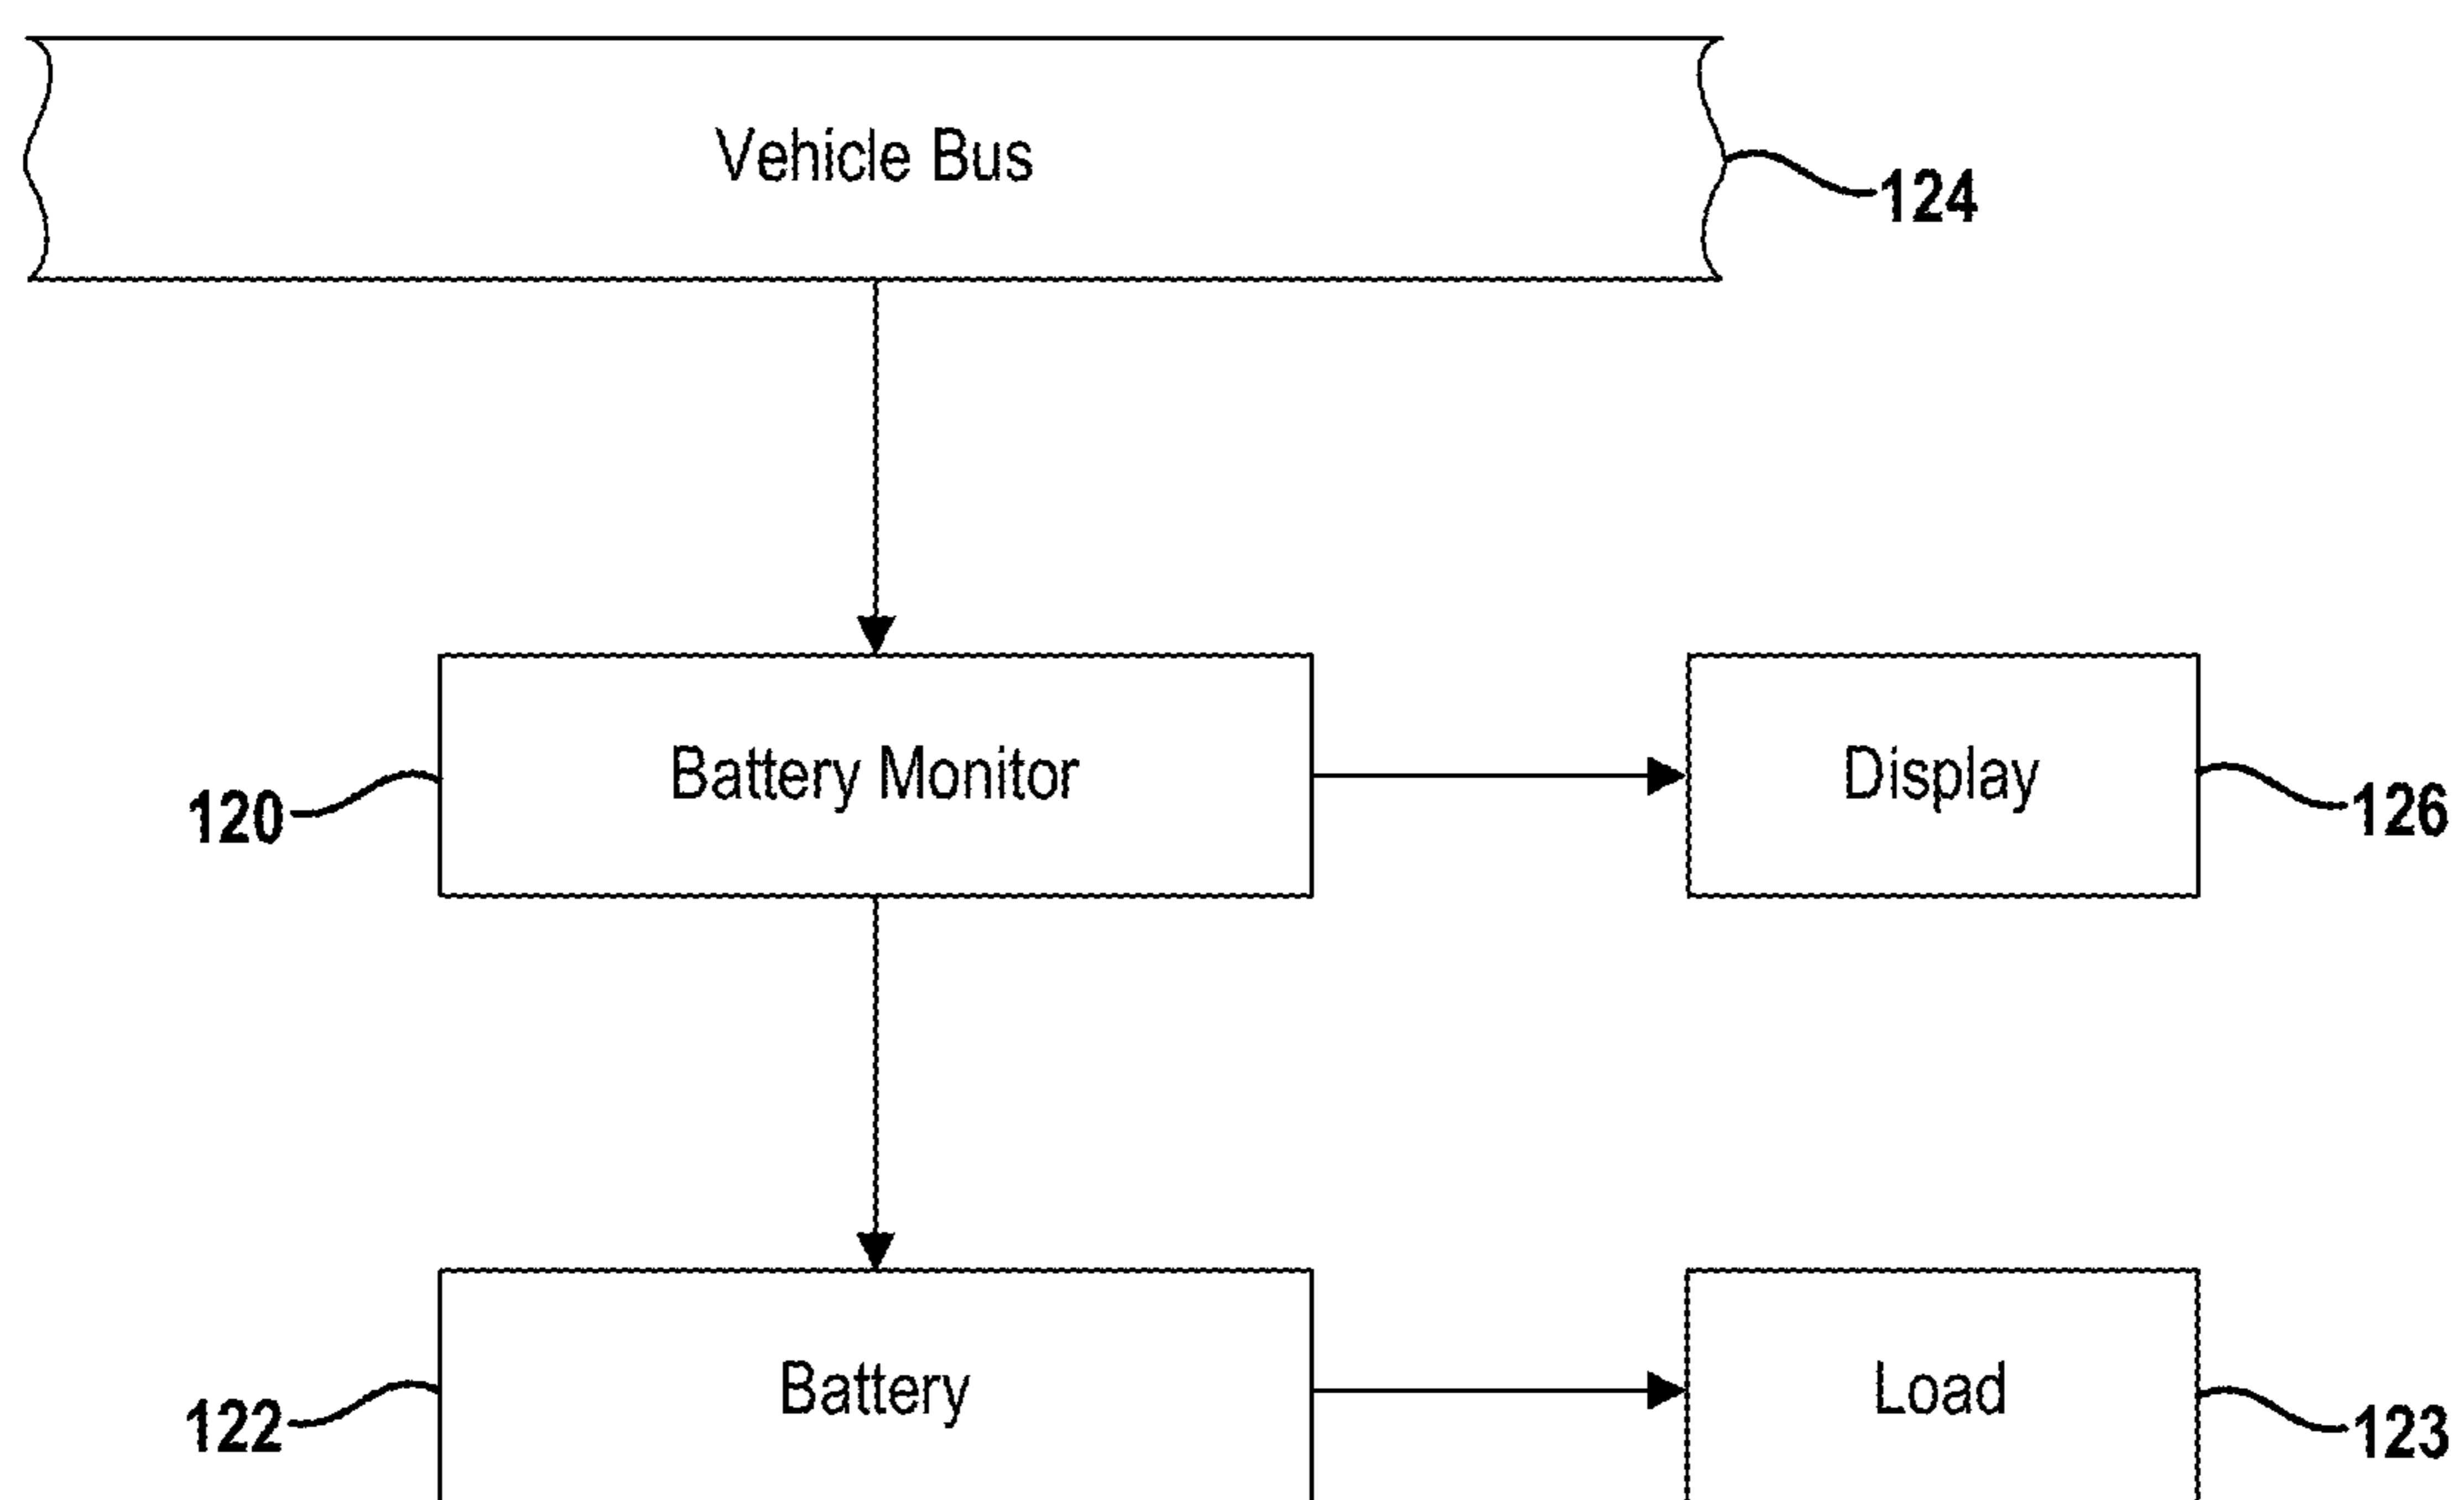 Vehicle Bus
124
Battery Monitor
Display
120
126
Battery
Load
122
123